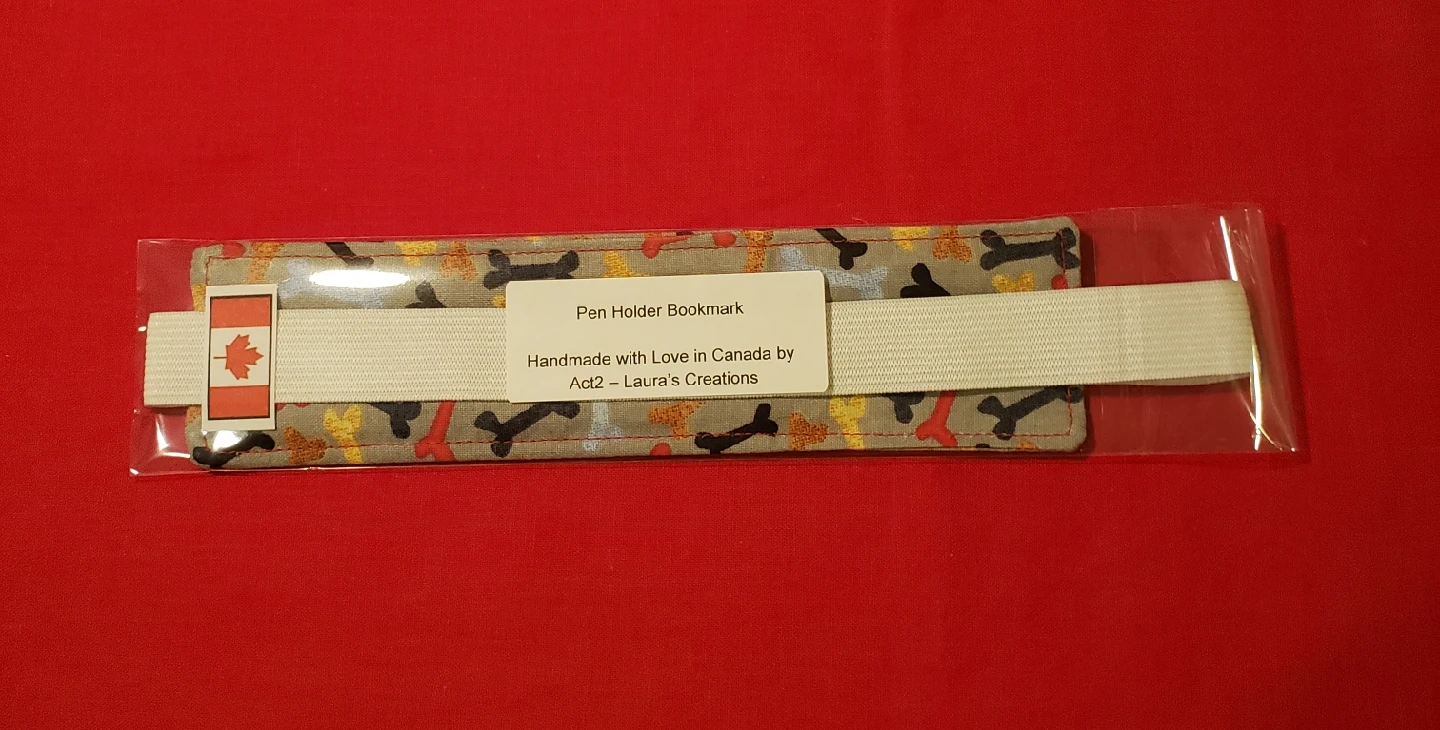 Pen Holder Bookmark
Handmade with Love in Canada by
Act2 – Laura's Creations